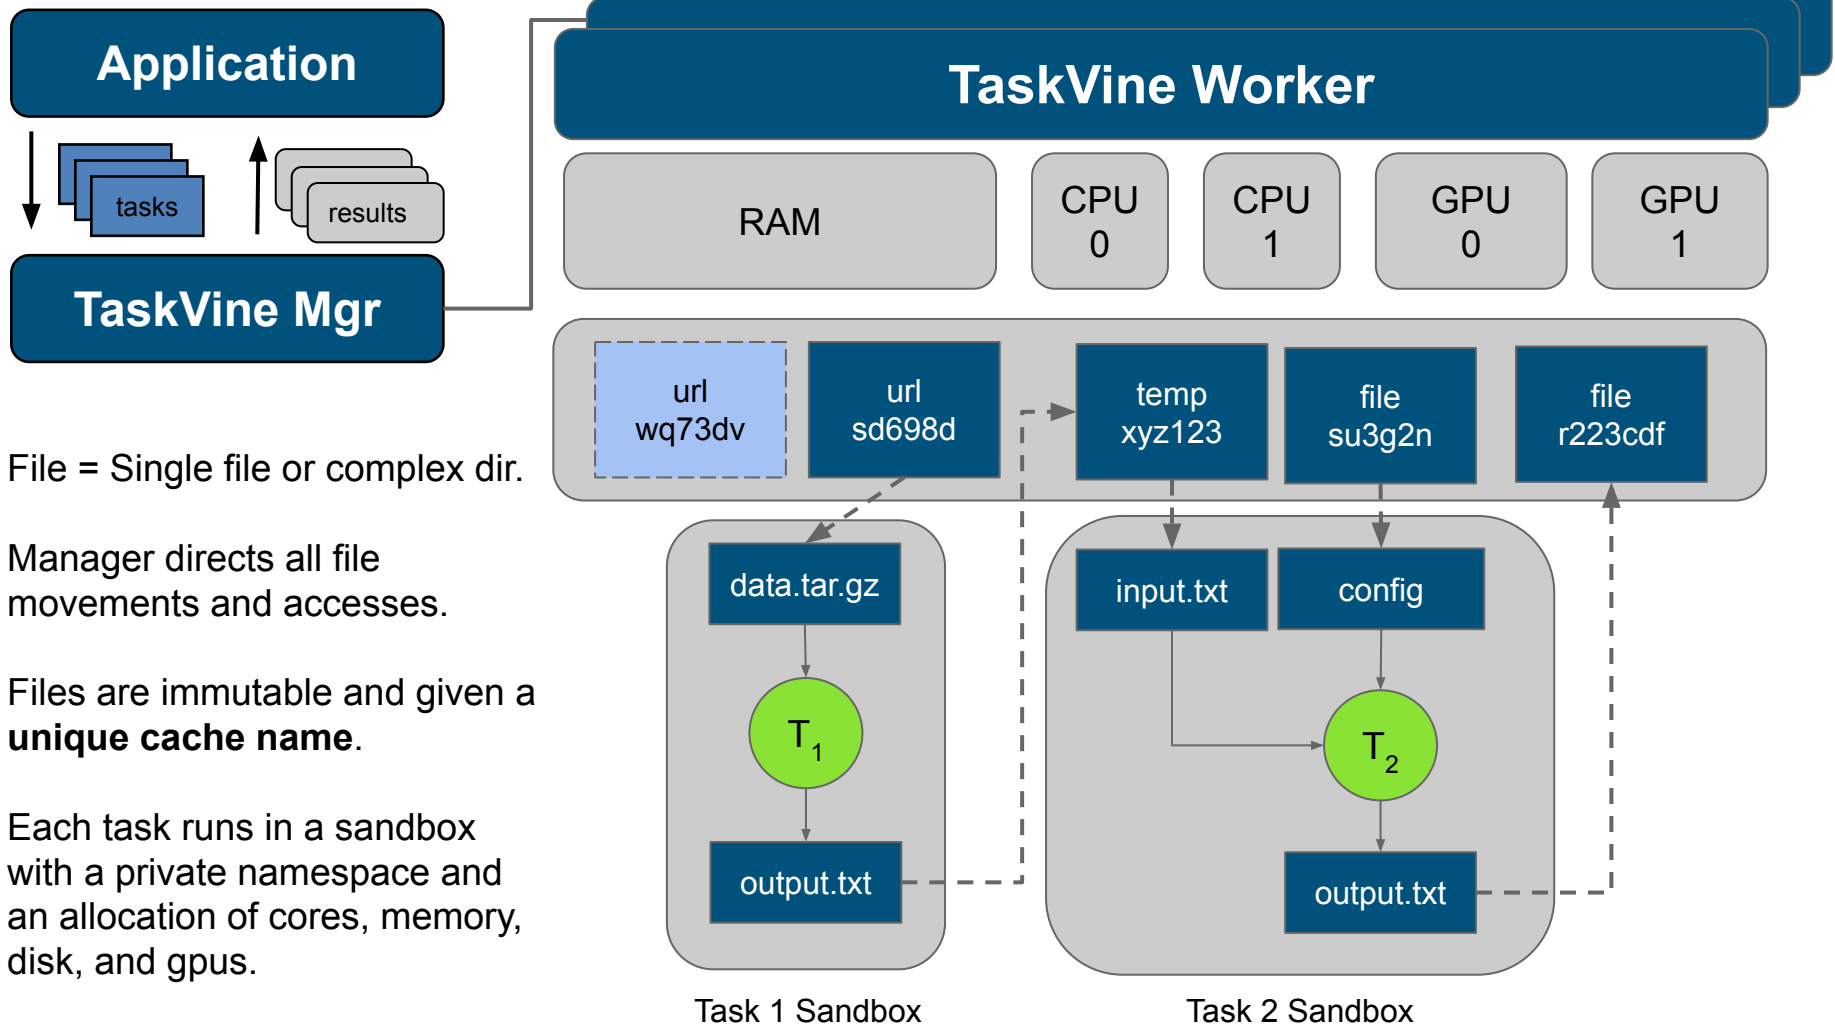 Application
tasks
results
TaskVine Mgr
TaskVine Worker
RAM
CPU
0
CPU
1
GPU
0
GPU
1
url
wq73dv
url
sd698d
temp
xyz123
file
su3g2n
file
r223cdf
File = Single file or complex dir.
Manager directs all file
movements and accesses.
Files are immutable and given a
unique cache name.
Each task runs in a sandbox
with a private namespace and
an allocation of cores, memory,
disk, and gpus.
data.tar.gz
T1
output.txt
Task 1 Sandbox
input.txt
config
T2
output.txt
Task 2 Sandbox